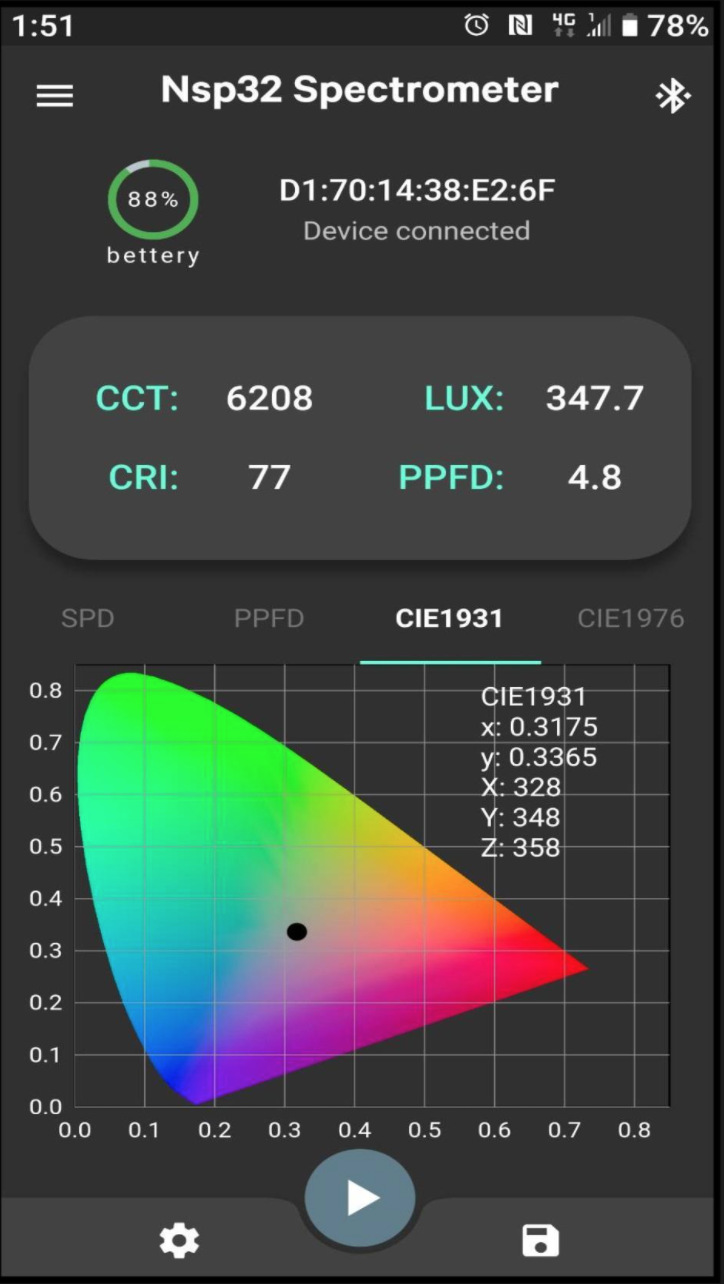 1:51 4G 78%
Nsp32 Spectrometer
88%
bettery
D1:70:14:38:E2:6F
Device connected
CCT: 6208 LUX: 347.7
CRI: 77 PPFD: 4.8
SPD PPFD CIE1931 CIE1976
CIE1931
x: 0.3175
y: 0.3365
X: 328
Y: 348
Z: 358
0.8
0.7
0.6
0.5
0.4
0.3
0.2
0.1
0.0
0.0 0.1 0.2 0.3 0.4 0.5 0.6 0.7 0.8